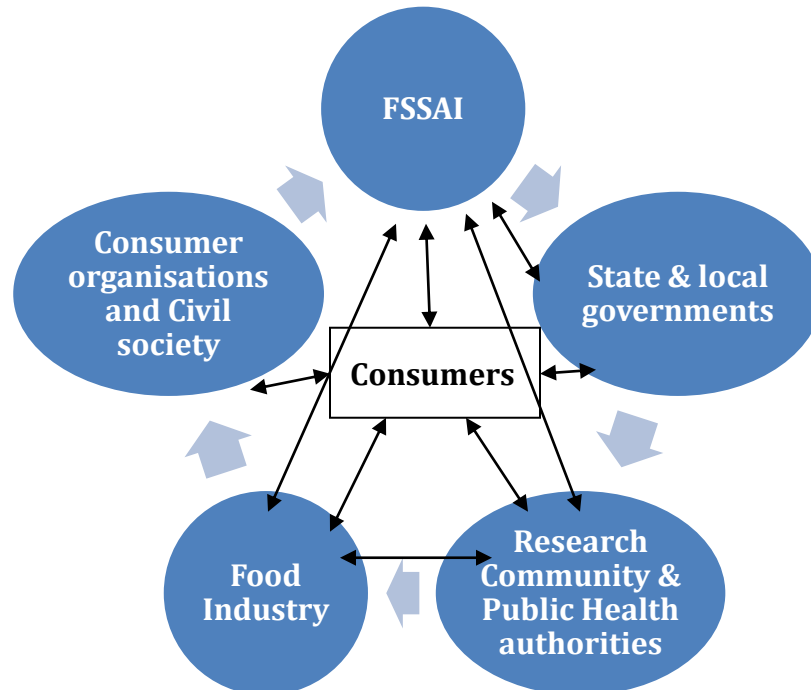 FSSAI
Consumer
organisations
and Civil
society
State & local
governments
Consumers
Food
Industry
Research
Community &
Public Health
authorities